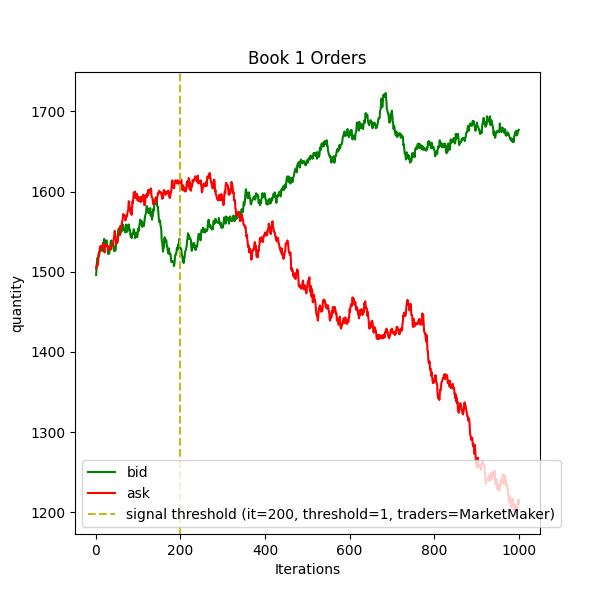 Book 1 Orders
quantity
1700
1600
1500
1400
1300
1200
bid
ask
signal threshold (it=200, threshold=1, traders=MarketMaker)
0 200 400 600 800 1000
Iterations